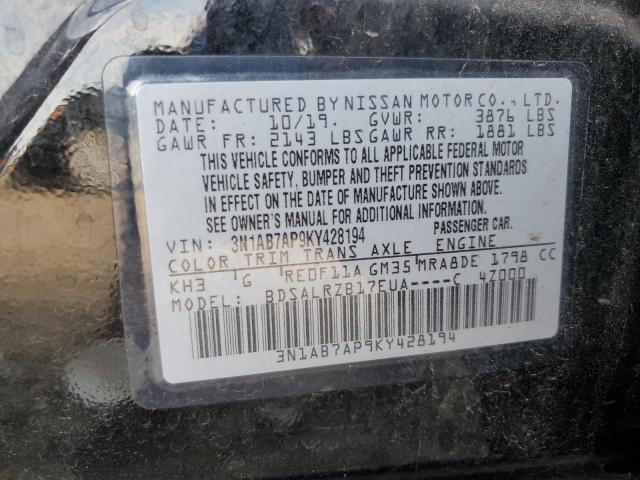 MANUFACTURED BY NISSAN MOTOR CO., LTD.
DATE: 10/19. GVWR: 3876 LBS
GAWR FR: 2143 LBS GAWR RR: 1881 LBS
THIS VEHICLE CONFORMS TO ALL APPLICABLE FEDERAL MOTOR
VEHICLE SAFETY, BUMPER AND THEFT PREVENTION STANDARDS
IN EFFECT ON THE DATE OF MANUFACTURE SHOWN ABOVE.
SEE OWNER'S MANUAL FOR ADDITIONAL INFORMATION.
VIN: 3N1AB7AP9KY428194 PASSENGER CAR.
COLOR TRIM TRANS AXLE ENGINE
KH3 G RE0F11A GM35 MRA8DE 1798 CC
MODEL: BDSALRZB17EUA----C 4Z000
3N1AB7AP9KY428194